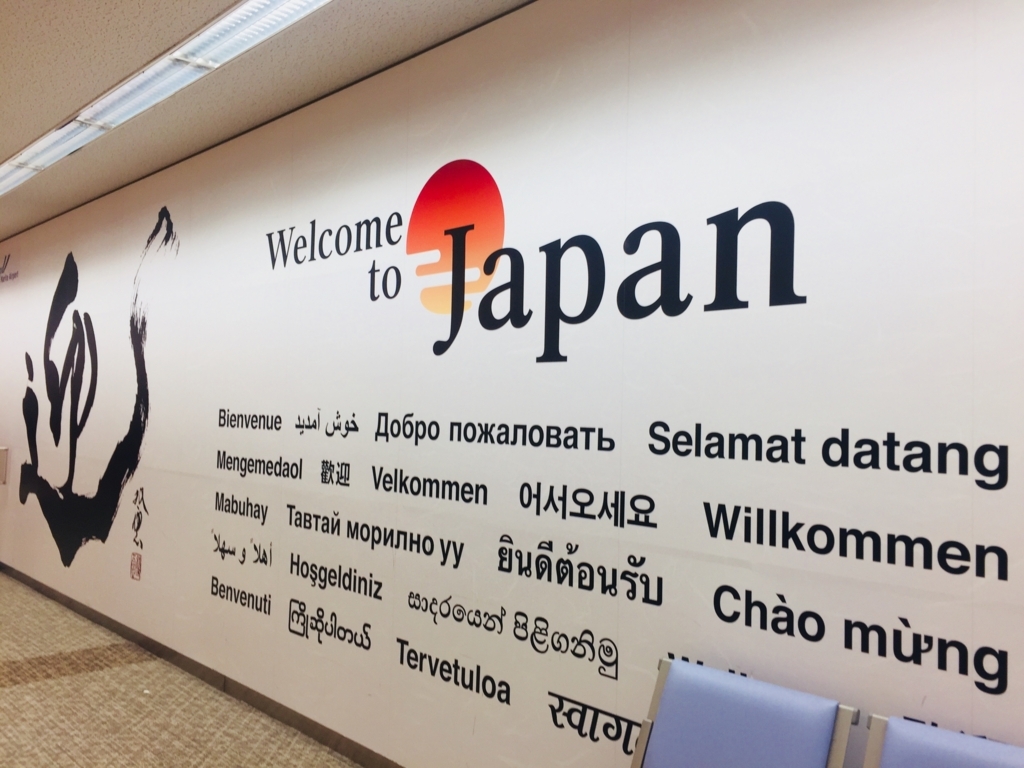 Welcome
to Japan
Bienvenue خوش آمدید Добро пожаловать Selamat datang
Mengemedaol 歡迎 Velkommen 어서오세요 Willkommen
Mabuhay Тавтай морилно уу ยินดีต้อนรับ Chào mừng
أهلاً و سهلاً Hoşgeldiniz සාදරයෙන් පිළිගනිමු
Benvenuti ကြိုဆိုပါတယ် Tervetuloa
迎